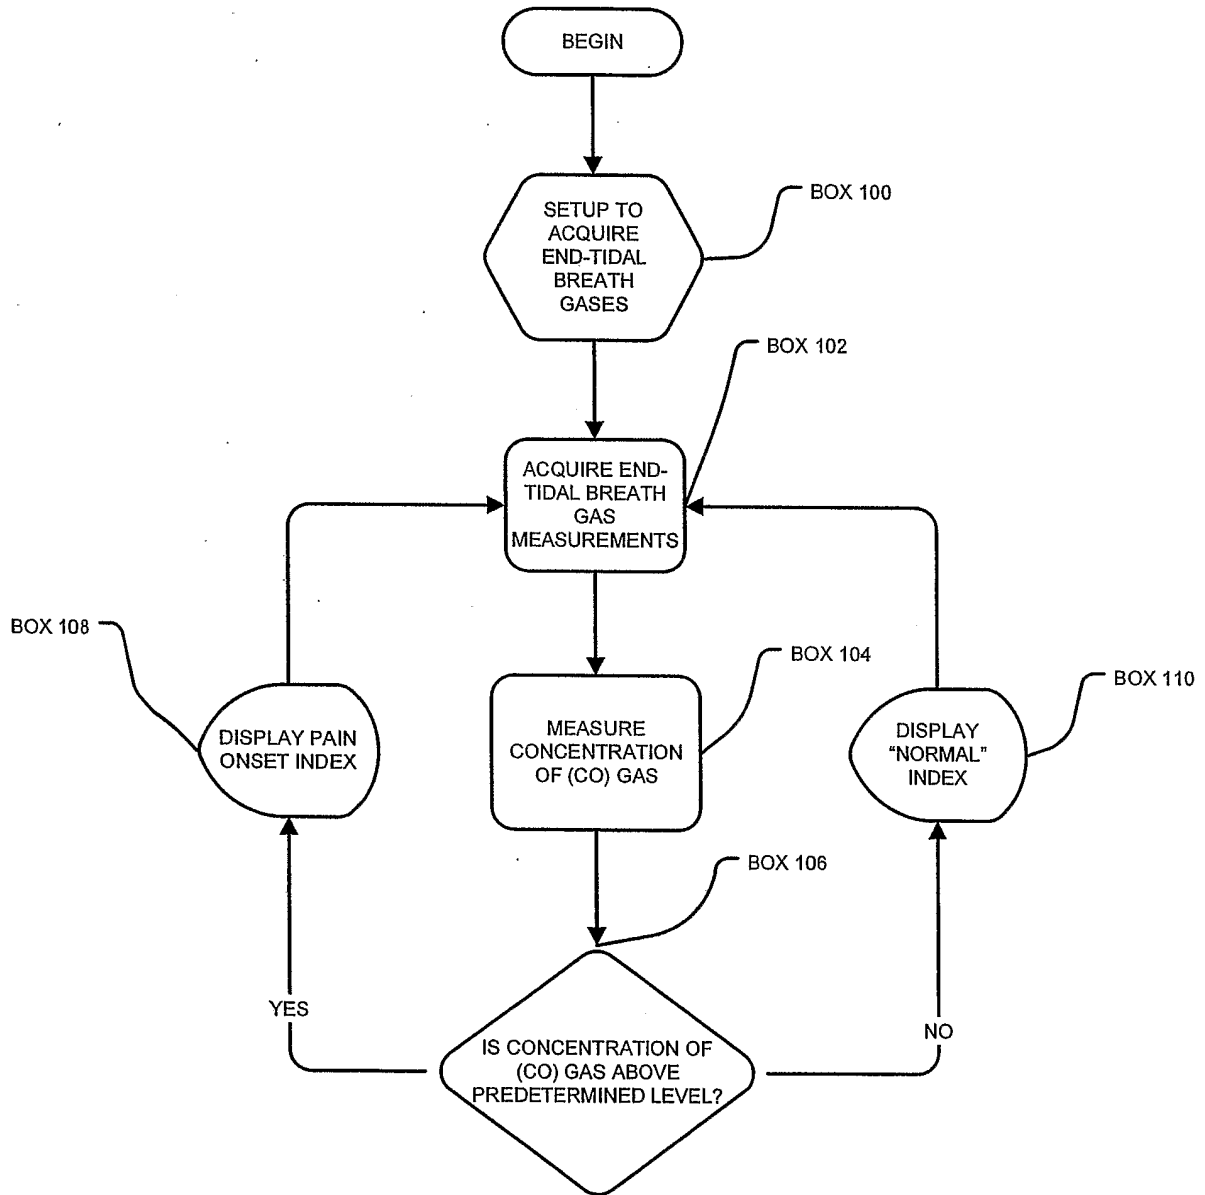 BEGIN
SETUP TO
ACQUIRE
END-TIDAL
BREATH
GASES
BOX 100
BOX 102
ACQUIRE END-
TIDAL BREATH
GAS
MEASUREMENTS
BOX 108
BOX 104
BOX 110
DISPLAY PAIN
ONSET INDEX
MEASURE
CONCENTRATION
OF (CO) GAS
DISPLAY
“NORMAL”
INDEX
BOX 106
YES
NO
IS CONCENTRATION OF
(CO) GAS ABOVE
PREDETERMINED LEVEL?